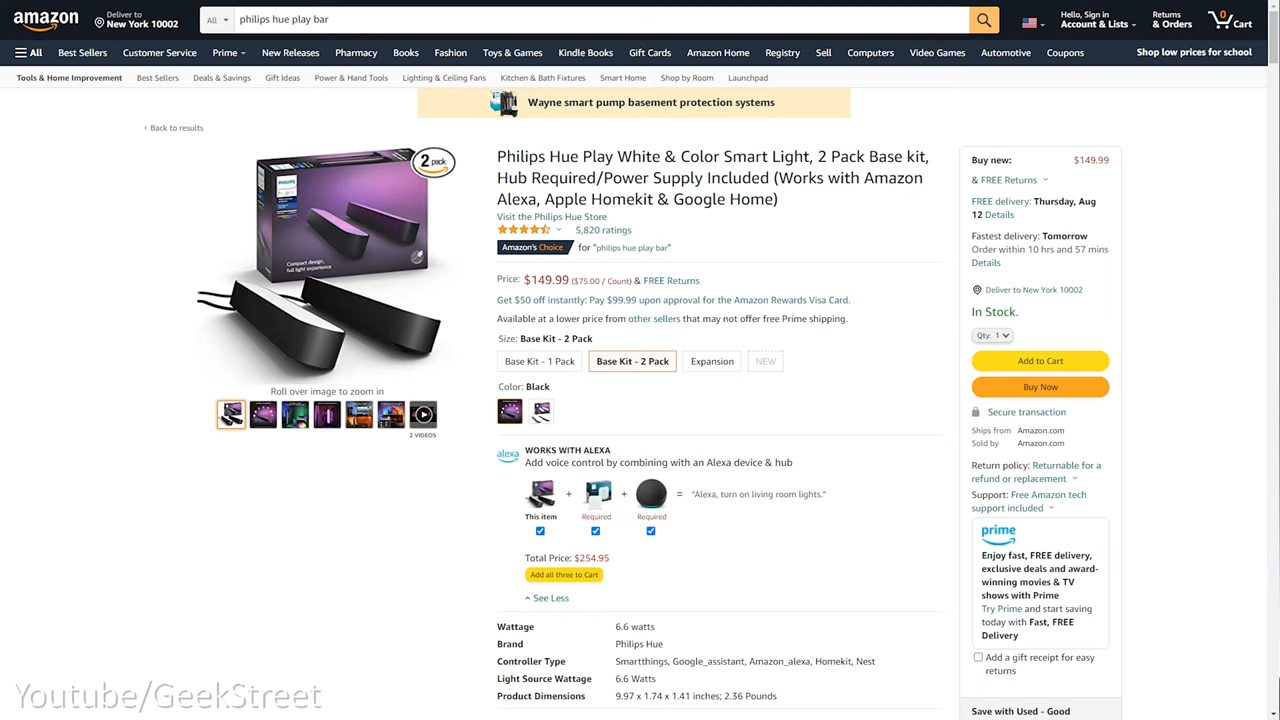 amazon
Deliver to
New York 10002
All
philips hue play bar
Hello, Sign in
Account & Lists
Returns
& Orders
0
Cart
All
Best Sellers
Customer Service
Prime
New Releases
Pharmacy
Books
Fashion
Toys & Games
Kindle Books
Gift Cards
Amazon Home
Registry
Sell
Computers
Video Games
Automotive
Coupons
Shop low prices for school
Tools & Home Improvement
Best Sellers
Deals & Savings
Gift Ideas
Power & Hand Tools
Lighting & Ceiling Fans
Kitchen & Bath Fixtures
Smart Home
Shop by Room
Launchpad
Wayne smart pump basement protection systems
‹ Back to results
2 pack
PHILIPS
Compact design,
full light experience
Roll over image to zoom in
2 VIDEOS
Philips Hue Play White & Color Smart Light, 2 Pack Base kit,
Hub Required/Power Supply Included (Works with Amazon
Alexa, Apple Homekit & Google Home)
Visit the Philips Hue Store
5,820 ratings
Amazon's Choice for "philips hue play bar"
Price: $149.99 ($75.00 / Count) & FREE Returns
Get $50 off instantly: Pay $99.99 upon approval for the Amazon Rewards Visa Card.
Available at a lower price from other sellers that may not offer free Prime shipping.
Size: Base Kit - 2 Pack
Base Kit - 1 Pack
Base Kit - 2 Pack
Expansion
NEW
Color: Black
alexa
WORKS WITH ALEXA
Add voice control by combining with an Alexa device & hub
+ + = "Alexa, turn on living room lights."
This item
Required
Required
Total Price: $254.95
Add all three to Cart
See Less
Wattage 6.6 watts
Brand Philips Hue
Controller Type Smartthings, Google_assistant, Amazon_alexa, Homekit, Nest
Light Source Wattage 6.6 Watts
Product Dimensions 9.97 x 1.74 x 1.41 inches; 2.36 Pounds
Buy new: $149.99
& FREE Returns
FREE delivery: Thursday, Aug
12 Details
Fastest delivery: Tomorrow
Order within 10 hrs and 57 mins
Details
Deliver to New York 10002
In Stock.
Qty: 1
Add to Cart
Buy Now
Secure transaction
Ships from Amazon.com
Sold by Amazon.com
Return policy: Returnable for a
refund or replacement
Support: Free Amazon tech
support included
prime
Enjoy fast, FREE delivery,
exclusive deals and award-
winning movies & TV
shows with Prime
Try Prime and start saving
today with Fast, FREE
Delivery
Add a gift receipt for easy
returns
Save with Used - Good
Youtube/GeekStreet